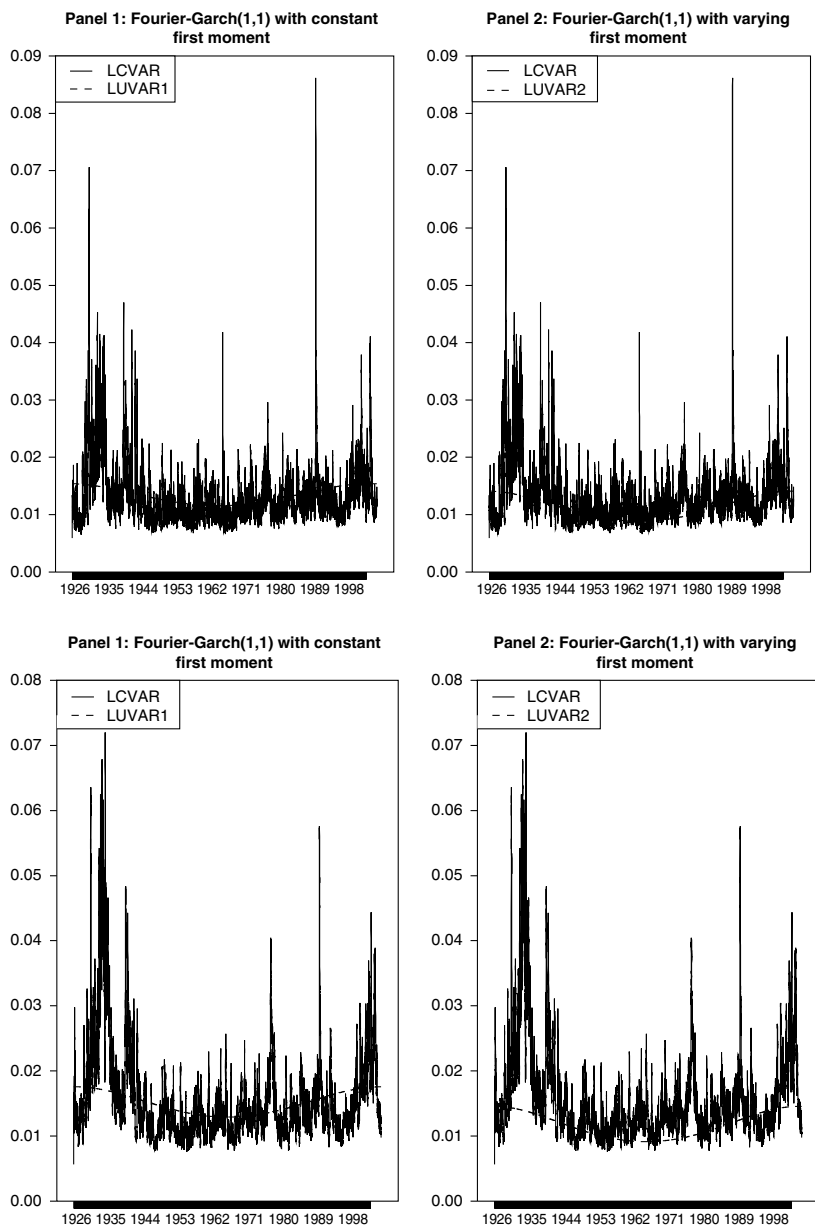 Panel 1: Fourier-Garch(1,1) with constant
first moment
LCVAR
LUVAR1
0.09
0.08
0.07
0.06
0.05
0.04
0.03
0.02
0.01
0.00
1926 1935 1944 1953 1962 1971 1980 1989 1998
Panel 2: Fourier-Garch(1,1) with varying
first moment
LCVAR
LUVAR2
0.09
0.08
0.07
0.06
0.05
0.04
0.03
0.02
0.01
0.00
1926 1935 1944 1953 1962 1971 1980 1989 1998
Panel 1: Fourier-Garch(1,1) with constant
first moment
LCVAR
LUVAR1
0.08
0.07
0.06
0.05
0.04
0.03
0.02
0.01
0.00
1926 1935 1944 1953 1962 1971 1980 1989 1998
Panel 2: Fourier-Garch(1,1) with varying
first moment
LCVAR
LUVAR2
0.08
0.07
0.06
0.05
0.04
0.03
0.02
0.01
0.00
1926 1935 1944 1953 1962 1971 1980 1989 1998